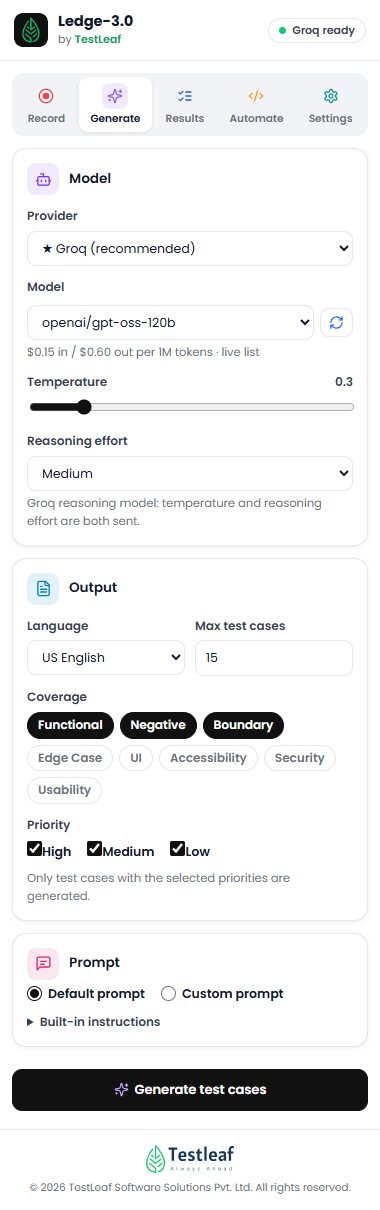 Ledge-3.0
by TestLeaf
Groq ready
Record
Generate
Results
Automate
Settings
Model
Provider
★ Groq (recommended)
Model
openai/gpt-oss-120b
$0.15 in / $0.60 out per 1M tokens · live list
Temperature 0.3
Reasoning effort
Medium
Groq reasoning model: temperature and reasoning
effort are both sent.
Output
Language Max test cases
US English 15
Coverage
Functional Negative Boundary
Edge Case UI Accessibility Security
Usability
Priority
High Medium Low
Only test cases with the selected priorities are
generated.
Prompt
Default prompt Custom prompt
Built-in instructions
Generate test cases
Testleaf
Always Ahead
© 2026 TestLeaf Software Solutions Pvt. Ltd. All rights reserved.